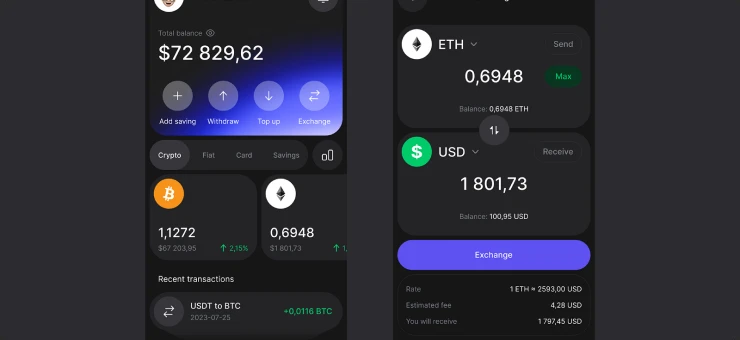 Total balance
$72 829,62
Add saving Withdraw Top up Exchange
Crypto Fiat Card Savings
1,1272
$67 203,95 2,15%
0,6948
$1 801,73
Recent transactions
USDT to BTC
2023-07-25
+0,0116 BTC
ETH Send
0,6948 Max
Balance: 0,6948 ETH
$ USD Receive
1 801,73
Balance: 100,95 USD
Exchange
Rate 1 ETH ≈ 2593,00 USD
Estimated fee 4,28 USD
You will receive 1 797,45 USD